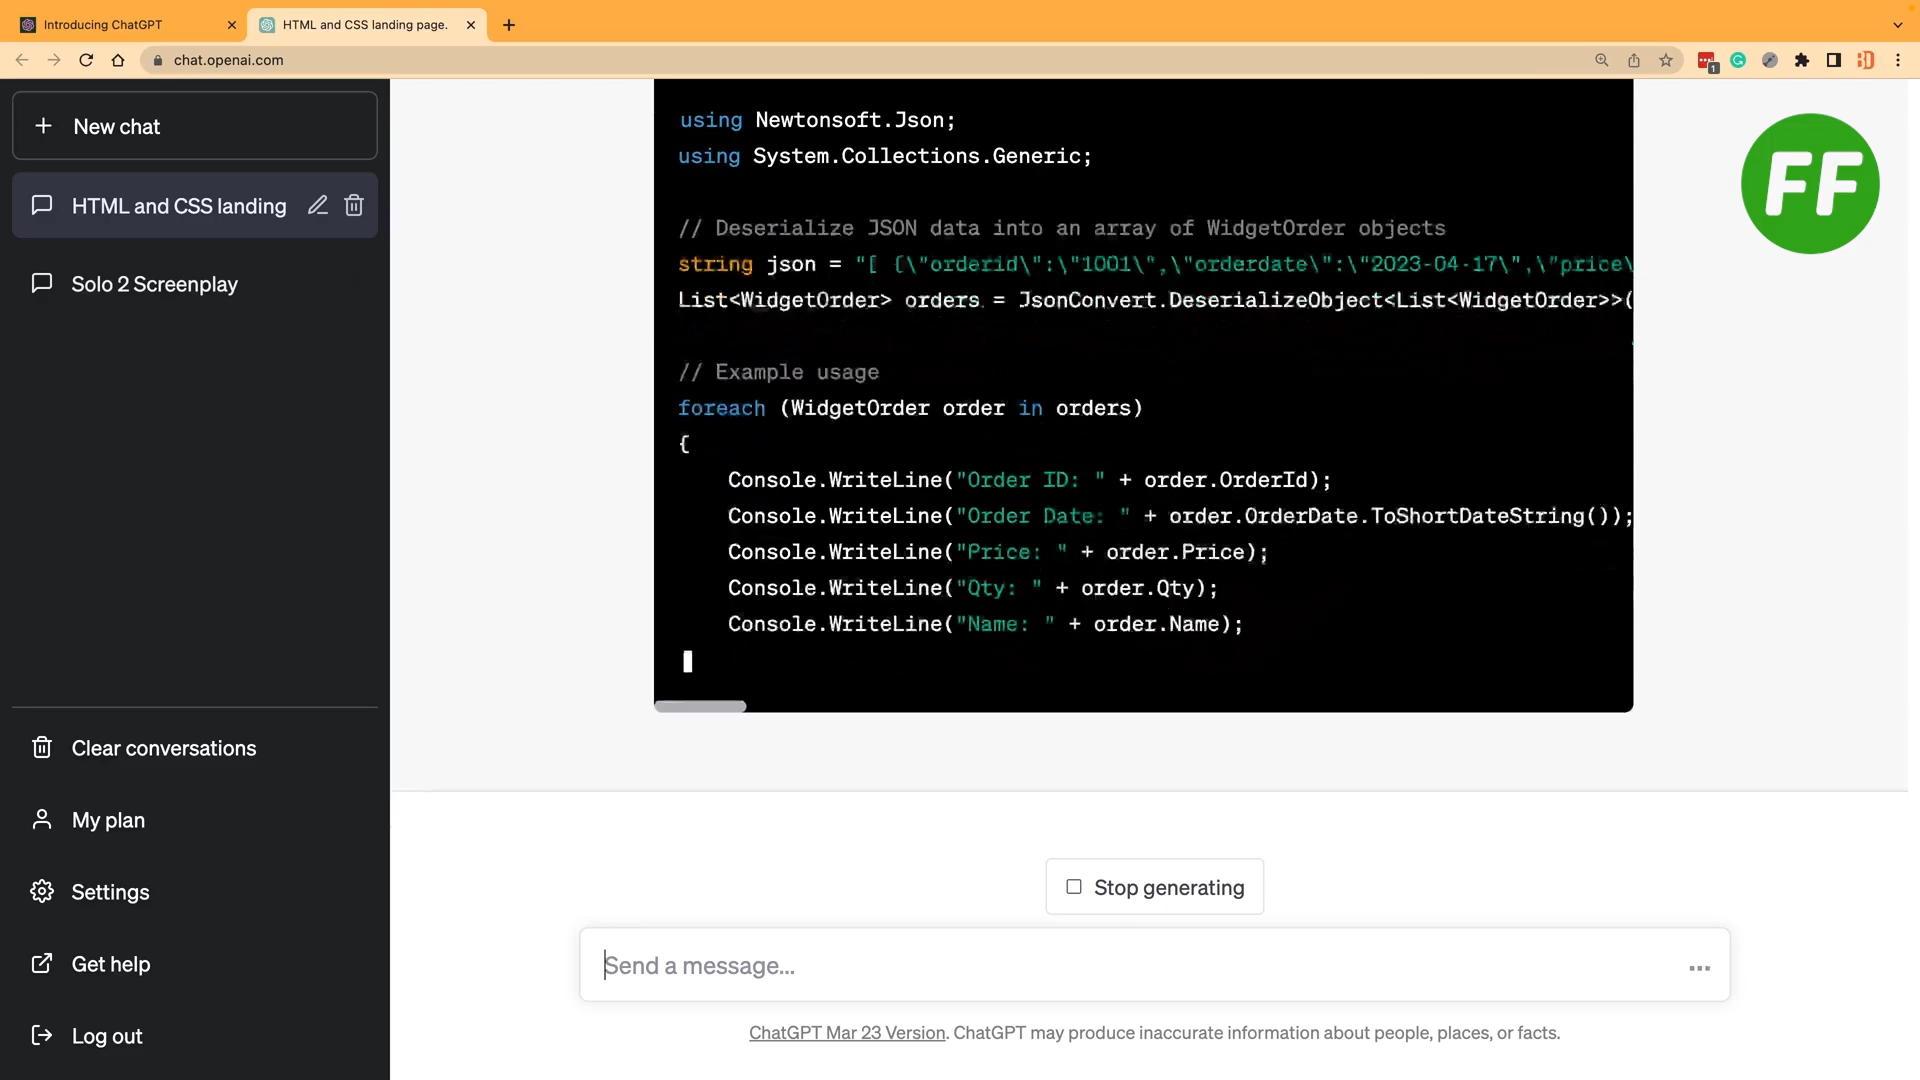 Introducing ChatGPT
HTML and CSS landing page.
chat.openai.com
1
New chat
HTML and CSS landing
Solo 2 Screenplay
Clear conversations
My plan
Settings
Get help
Log out
using Newtonsoft.Json;
using System.Collections.Generic;
// Deserialize JSON data into an array of WidgetOrder objects
string json = "[ {\"orderid\":\"1001\",\"orderdate\":\"2023-04-17\",\"price\
List<WidgetOrder> orders = JsonConvert.DeserializeObject<List<WidgetOrder>>(
// Example usage
foreach (WidgetOrder order in orders)
{
Console.WriteLine("Order ID: " + order.OrderId);
Console.WriteLine("Order Date: " + order.OrderDate.ToShortDateString());
Console.WriteLine("Price: " + order.Price);
Console.WriteLine("Qty: " + order.Qty);
Console.WriteLine("Name: " + order.Name);
FF
Stop generating
Send a message...
ChatGPT Mar 23 Version. ChatGPT may produce inaccurate information about people, places, or facts.